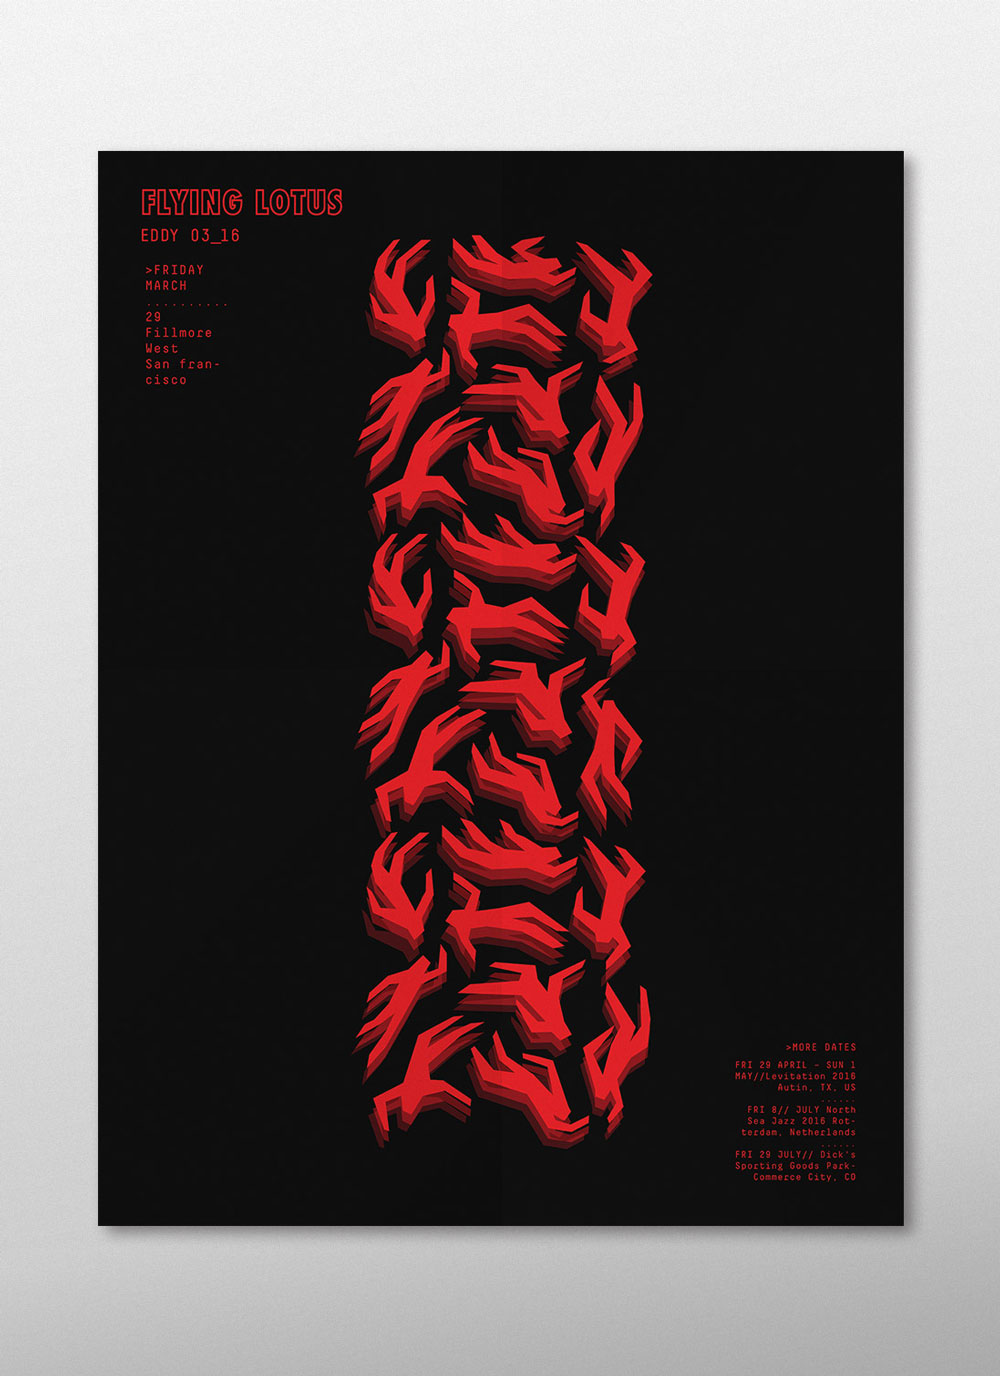 FLYING LOTUS
EDDY 03_16
>FRIDAY
MARCH
..........
29
Fillmore
West
San fran-
cisco
>MORE DATES
FRI 29 APRIL - SUN 1
MAY//Levitation 2016
Autin, TX, US
......
FRI 8// JULY North
Sea Jazz 2016 Rot-
terdam, Netherlands
......
FRI 29 JULY// Dick's
Sporting Goods Park-
Commerce City, CO